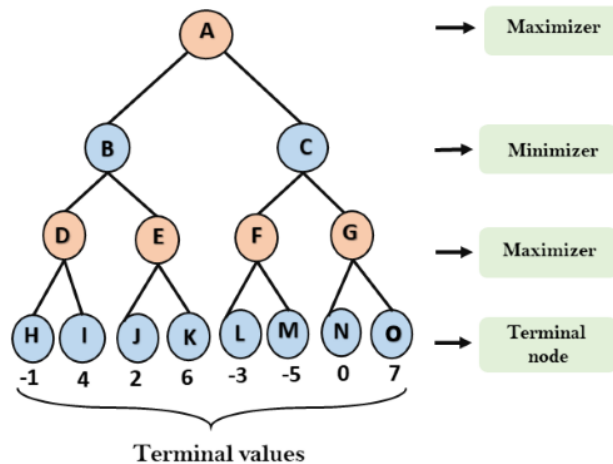 A
Maximizer
B
C
Minimizer
D
E
F
G
Maximizer
H
I
J
K
L
M
N
O
Terminal
node
-1 4 2 6 -3 -5 0 7
Terminal values